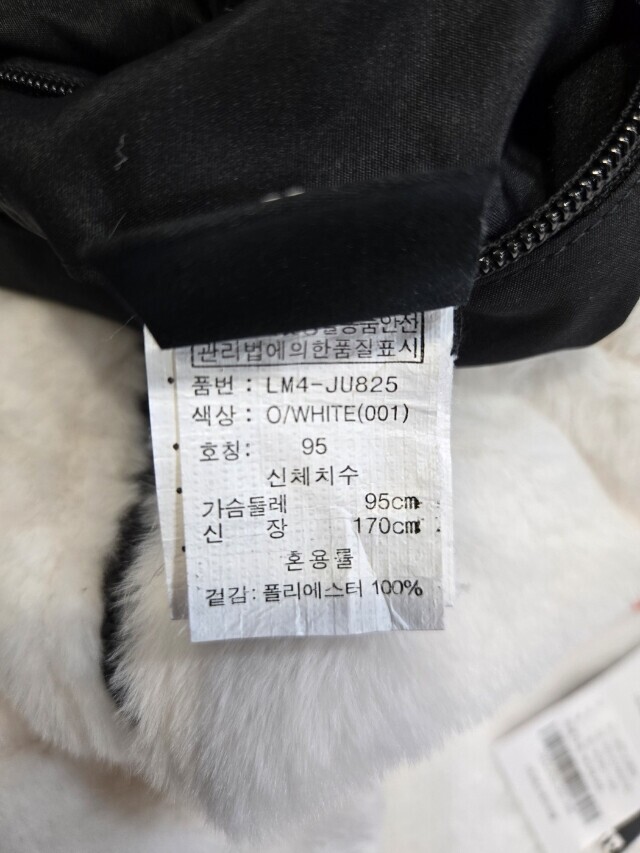 관리법에의한품질표시
품번 : LM4-JU825
색상 : O/WHITE(001)
호칭: 95
신체치수
가슴둘레 95cm
신 장 170cm
혼용률
겉감: 폴리에스터 100%